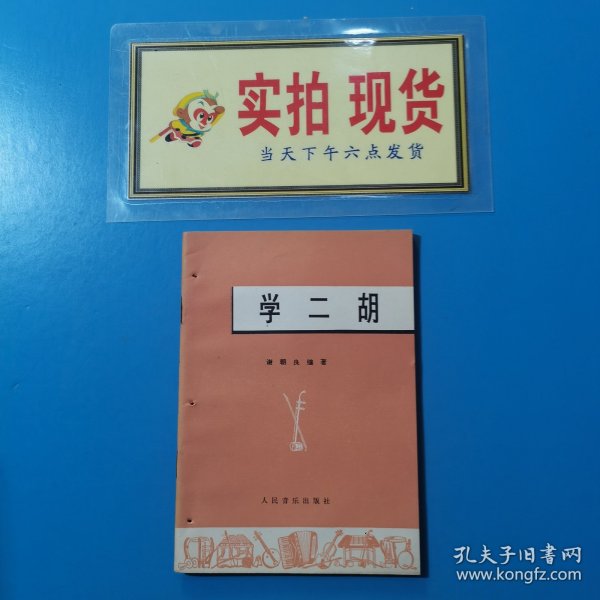 实拍 现货
当天下午六点发货
学二胡
谢朝良编著
人民音乐出版社
孔夫子旧书网
www.kongfz.com